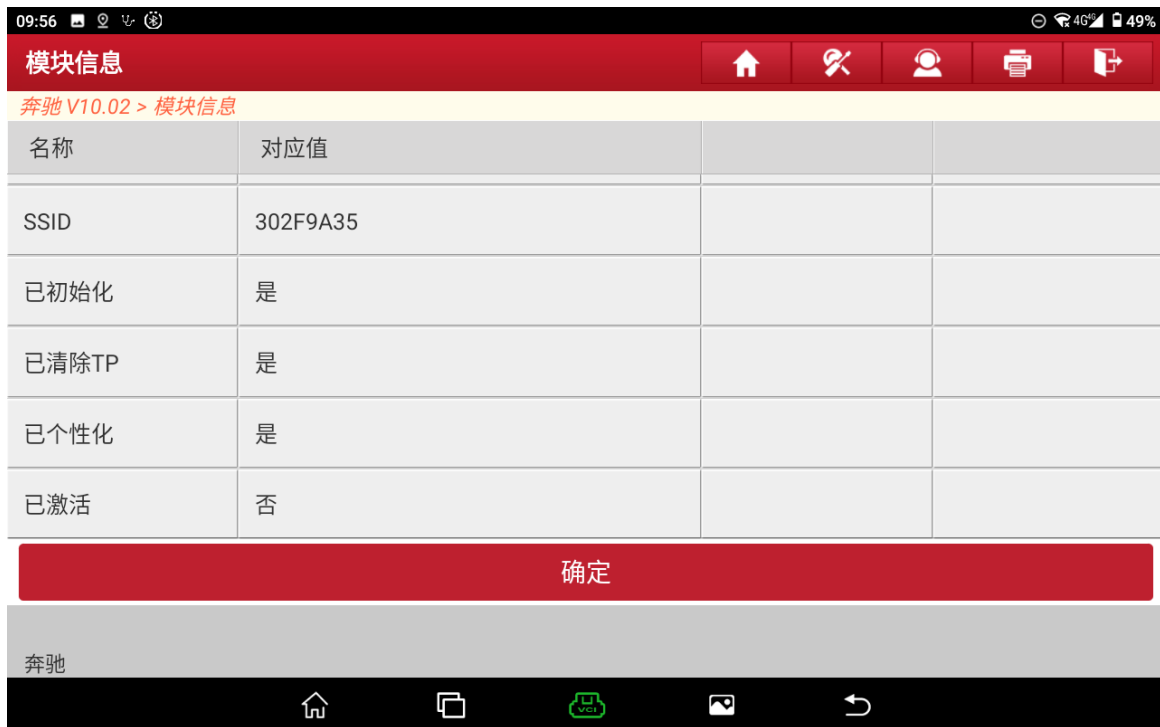 09:56 4G 4G 49%
模块信息
奔驰 V10.02 > 模块信息
名称 对应值
SSID 302F9A35
已初始化 是
已清除TP 是
已个性化 是
已激活 否
确定
奔驰
VCI